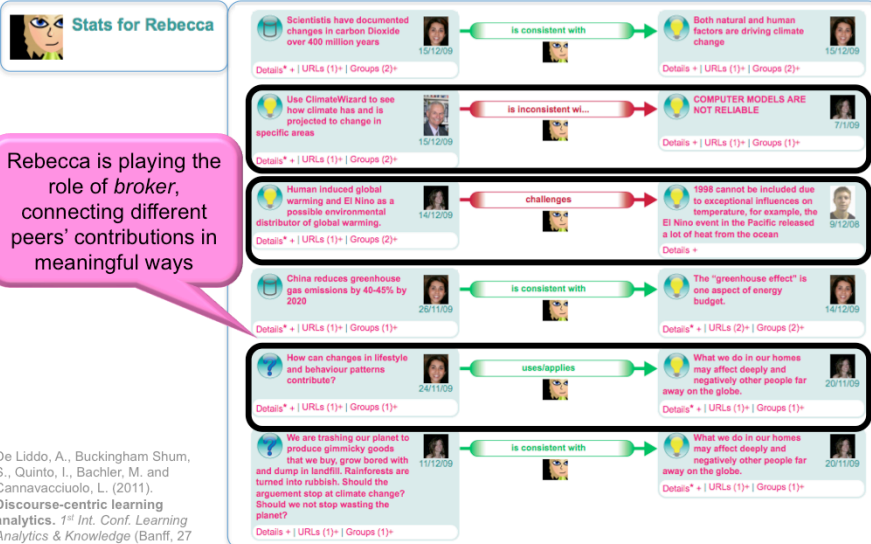 Stats for Rebecca
Rebecca is playing the
role of broker,
connecting different
peers' contributions in
meaningful ways
De Liddo, A., Buckingham Shum,
S., Quinto, I., Bachler, M. and
Cannavacciuolo, L. (2011).
Discourse-centric learning
analytics. 1st Int. Conf. Learning
Analytics & Knowledge (Banff, 27
Scientistis have documented
changes in carbon Dioxide
over 400 million years
15/12/09
Details* + | URLs (1)+ | Groups (2)+
is consistent with
Both natural and human
factors are driving climate
change
15/12/09
Details + | URLs (1)+ | Groups (2)+
Use ClimateWizard to see
how climate has and is
projected to change in
specific areas
15/12/09
Details* + | URLs (1)+ | Groups (2)+
is inconsistent wi...
COMPUTER MODELS ARE
NOT RELIABLE
7/1/09
Details + | URLs (1)+ | Groups (1)+
Human induced global
warming and El Nino as a
possible environmental
distributor of global warming.
14/12/09
Details* + | URLs (1)+ | Groups (2)+
challenges
1998 cannot be included due
to exceptional influences on
temperature, for example, the
El Nino event in the Pacific released
a lot of heat from the ocean
9/12/08
Details +
China reduces greenhouse
gas emissions by 40-45% by
2020
26/11/09
Details* + | URLs (1)+ | Groups (1)+
is consistent with
The "greenhouse effect" is
one aspect of energy
budget.
14/12/09
Details* + | URLs (2)+ | Groups (2)+
How can changes in lifestyle
and behaviour patterns
contribute?
24/11/09
Details* + | URLs (1)+ | Groups (1)+
uses/applies
What we do in our homes
may affect deeply and
negatively other people far
away on the globe.
20/11/09
Details* + | URLs (1)+ | Groups (1)+
We are trashing our planet to
produce gimmicky goods
that we buy, grow bored with
and dump in landfill. Rainforests are
turned into rubbish. Should the
arguement stop at climate change?
Should we not stop wasting the
planet?
11/12/09
Details + | URLs (1)+ | Groups (1)+
is consistent with
What we do in our homes
may affect deeply and
negatively other people far
away on the globe.
20/11/09
Details* + | URLs (1)+ | Groups (1)+